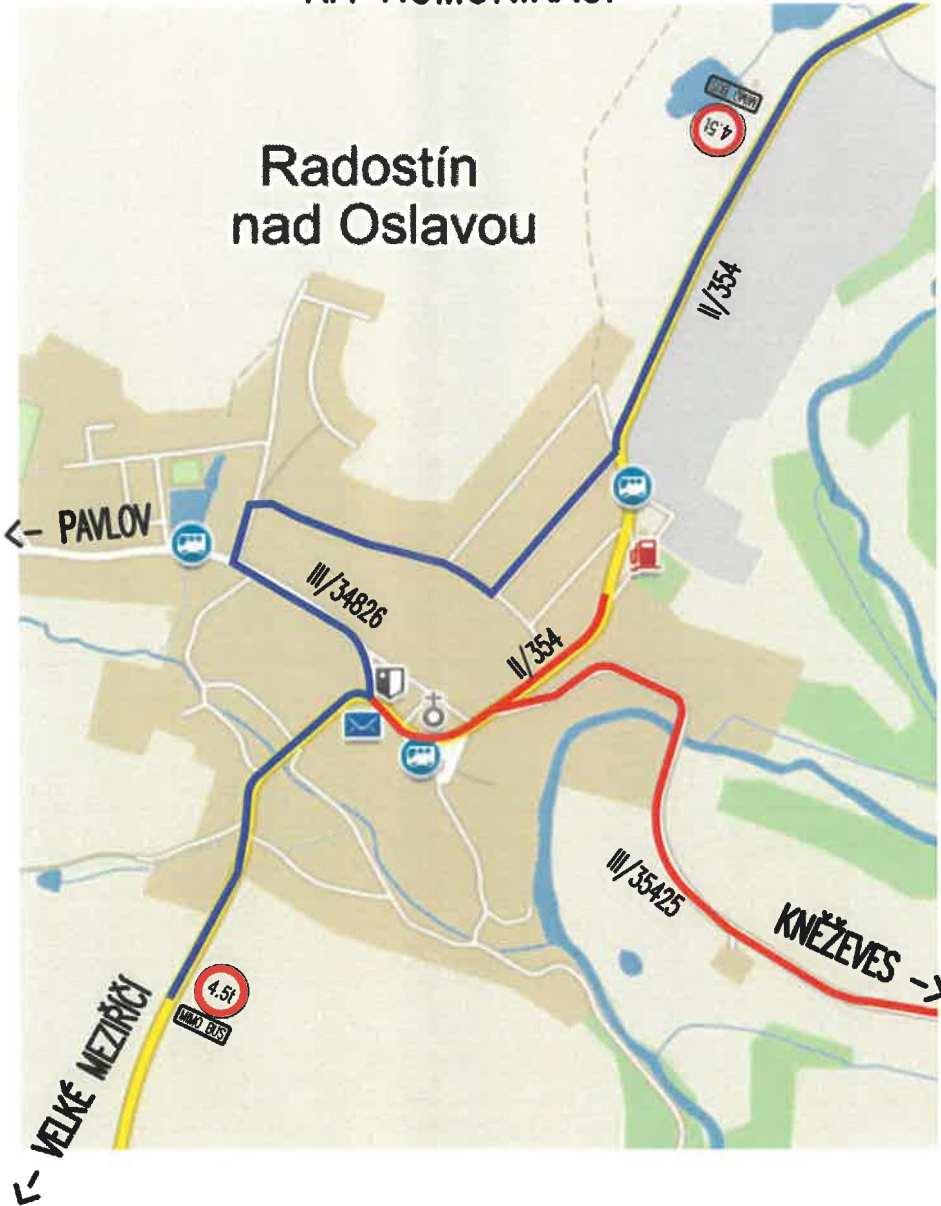 Radostín
nad Oslavou
MIMO BUS
4.5t
II/354
<- PAVLOV
III/34826
II/354
III/35425
KNĚŽEVES ->
4.5t
MIMO BUS
<- VELKÉ MEZIŘÍČÍ